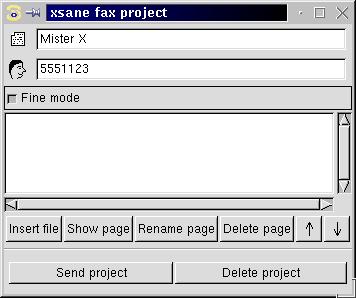 xsane fax project
Mister X
5551123
Fine mode
Insert file Show page Rename page Delete page
Send project Delete project